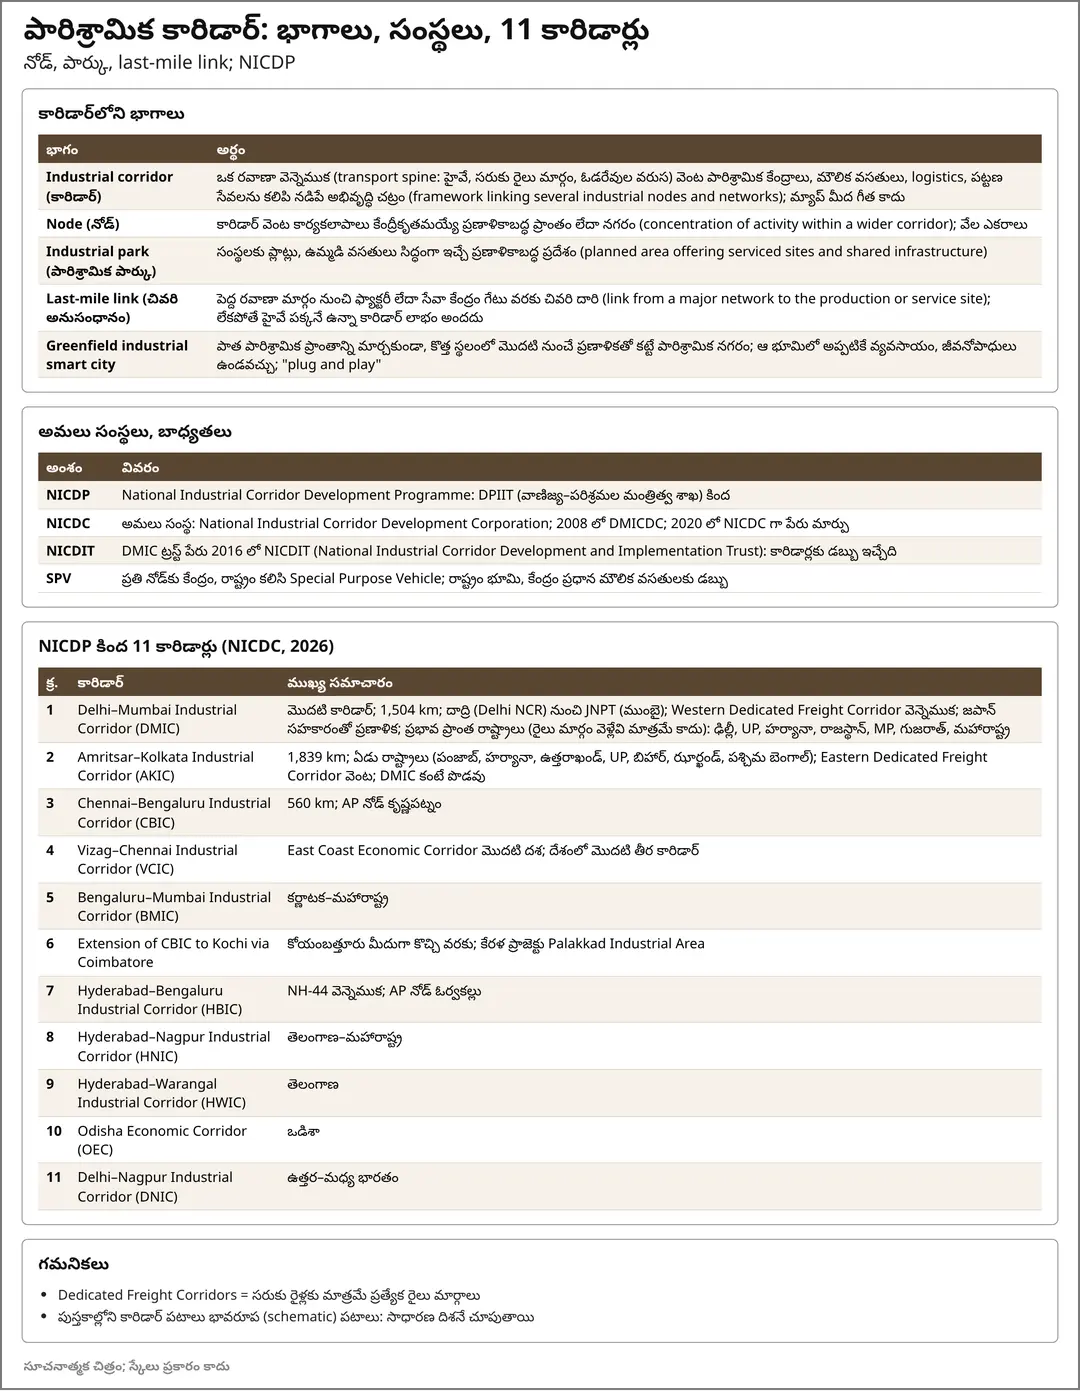 పారిశ్రామిక కారిడార్: భాగాలు, సంస్థలు, 11 కారిడార్లు
నోడ్, పార్కు, last-mile link; NICDP
కారిడార్‌లోని భాగాలు
భాగం అర్థం
Industrial corridor ఒక రవాణా వెన్నెముక (transport spine: హైవే, సరుకు రైలు మార్గం, ఓడరేవుల వరుస) వెంట పారిశ్రామిక కేంద్రాలు, మౌలిక వసతులు, logistics, పట్టణ
(కారిడార్) సేవలను కలిపి నడిపే అభివృద్ధి చట్రం (framework linking several industrial nodes and networks); మ్యాప్ మీద గీత కాదు
Node (నోడ్) కారిడార్ వెంట కార్యకలాపాలు కేంద్రీకృతమయ్యే ప్రణాళికాబద్ధ ప్రాంతం లేదా నగరం (concentration of activity within a wider corridor); వేల ఎకరాలు
Industrial park సంస్థలకు ప్లాట్లు, ఉమ్మడి వసతులు సిద్ధంగా ఇచ్చే ప్రణాళికాబద్ధ ప్రదేశం (planned area offering serviced sites and shared infrastructure)
(పారిశ్రామిక పార్కు)
Last-mile link (చివరి పెద్ద రవాణా మార్గం నుంచి ఫ్యాక్టరీ లేదా సేవా కేంద్రం గేటు వరకు చివరి దారి (link from a major network to the production or service site);
అనుసంధానం) లేకపోతే హైవే పక్కనే ఉన్నా కారిడార్ లాభం అందదు
Greenfield industrial పాత పారిశ్రామిక ప్రాంతాన్ని మార్చకుండా, కొత్త స్థలంలో మొదటి నుంచే ప్రణాళికతో కట్టే పారిశ్రామిక నగరం; ఆ భూమిలో అప్పటికే వ్యవసాయం, జీవనోపాధులు
smart city ఉండవచ్చు; "plug and play"
అమలు సంస్థలు, బాధ్యతలు
అంశం వివరం
NICDP National Industrial Corridor Development Programme: DPIIT (వాణిజ్య–పరిశ్రమల మంత్రిత్వ శాఖ) కింద
NICDC అమలు సంస్థ: National Industrial Corridor Development Corporation; 2008 లో DMICDC; 2020 లో NICDC గా పేరు మార్పు
NICDIT DMIC ట్రస్ట్ పేరు 2016 లో NICDIT (National Industrial Corridor Development and Implementation Trust): కారిడార్లకు డబ్బు ఇచ్చేది
SPV ప్రతి నోడ్‌కు కేంద్రం, రాష్ట్రం కలిసి Special Purpose Vehicle; రాష్ట్రం భూమి, కేంద్రం ప్రధాన మౌలిక వసతులకు డబ్బు
NICDP కింద 11 కారిడార్లు (NICDC, 2026)
క్ర. కారిడార్ ముఖ్య సమాచారం
1 Delhi–Mumbai Industrial మొదటి కారిడార్; 1,504 km; దాద్రి (Delhi NCR) నుంచి JNPT (ముంబై); Western Dedicated Freight Corridor వెన్నెముక; జపాన్
Corridor (DMIC) సహకారంతో ప్రణాళిక; ప్రభావ ప్రాంత రాష్ట్రాలు (రైలు మార్గం వెళ్లేవి మాత్రమే కాదు): ఢిల్లీ, UP, హర్యానా, రాజస్థాన్, MP, గుజరాత్, మహారాష్ట్ర
2 Amritsar–Kolkata Industrial 1,839 km; ఏడు రాష్ట్రాలు (పంజాబ్, హర్యానా, ఉత్తరాఖండ్, UP, బిహార్, ఝార్ఖండ్, పశ్చిమ బెంగాల్); Eastern Dedicated Freight
Corridor (AKIC) Corridor వెంట; DMIC కంటే పొడవు
3 Chennai–Bengaluru Industrial 560 km; AP నోడ్ కృష్ణపట్నం
Corridor (CBIC)
4 Vizag–Chennai Industrial East Coast Economic Corridor మొదటి దశ; దేశంలో మొదటి తీర కారిడార్
Corridor (VCIC)
5 Bengaluru–Mumbai Industrial కర్ణాటక–మహారాష్ట్ర
Corridor (BMIC)
6 Extension of CBIC to Kochi via కోయంబత్తూరు మీదుగా కొచ్చి వరకు; కేరళ ప్రాజెక్టు Palakkad Industrial Area
Coimbatore
7 Hyderabad–Bengaluru NH-44 వెన్నెముక; AP నోడ్ ఓర్వకల్లు
Industrial Corridor (HBIC)
8 Hyderabad–Nagpur Industrial తెలంగాణ–మహారాష్ట్ర
Corridor (HNIC)
9 Hyderabad–Warangal తెలంగాణ
Industrial Corridor (HWIC)
10 Odisha Economic Corridor ఒడిశా
(OEC)
11 Delhi–Nagpur Industrial ఉత్తర–మధ్య భారతం
Corridor (DNIC)
గమనికలు
• Dedicated Freight Corridors = సరుకు రైళ్లకు మాత్రమే ప్రత్యేక రైలు మార్గాలు
• పుస్తకాల్లోని కారిడార్ పటాలు భావరూప (schematic) పటాలు: సాధారణ దిశనే చూపుతాయి
సూచనాత్మక చిత్రం; స్కేలు ప్రకారం కాదు